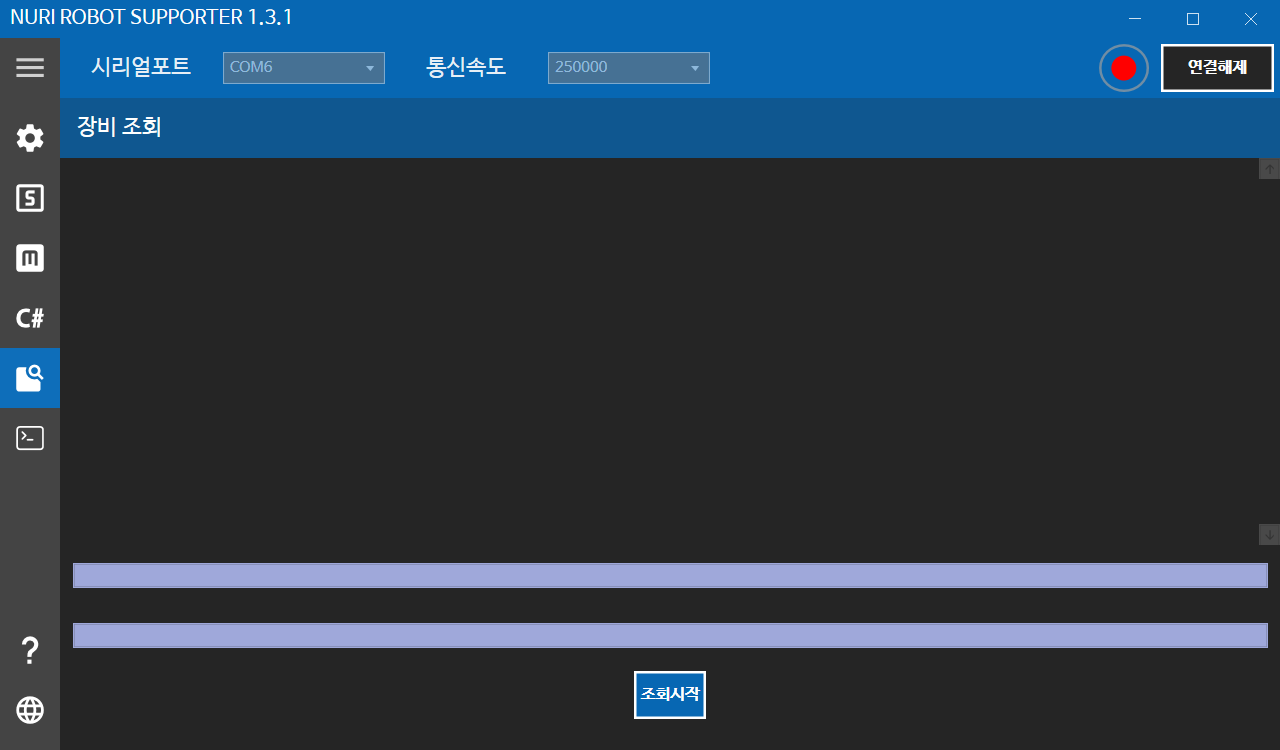 NURI ROBOT SUPPORTER 1.3.1
시리얼포트 COM6 통신속도 250000 연결해제
장비 조회
S
m
C#
>_
?
조회시작